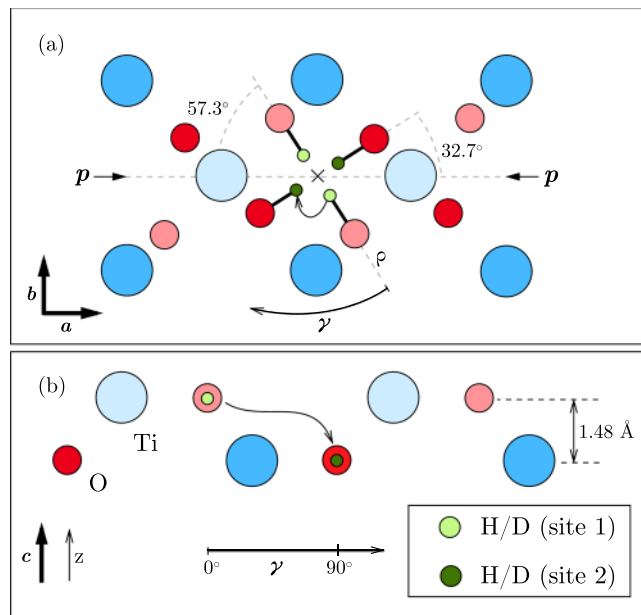 (a)
57.3°
32.7°
p
p
ρ
b
a
γ
(b)
1.48 Å
Ti
O
c
z
0°
γ
90°
H/D (site 1)
H/D (site 2)